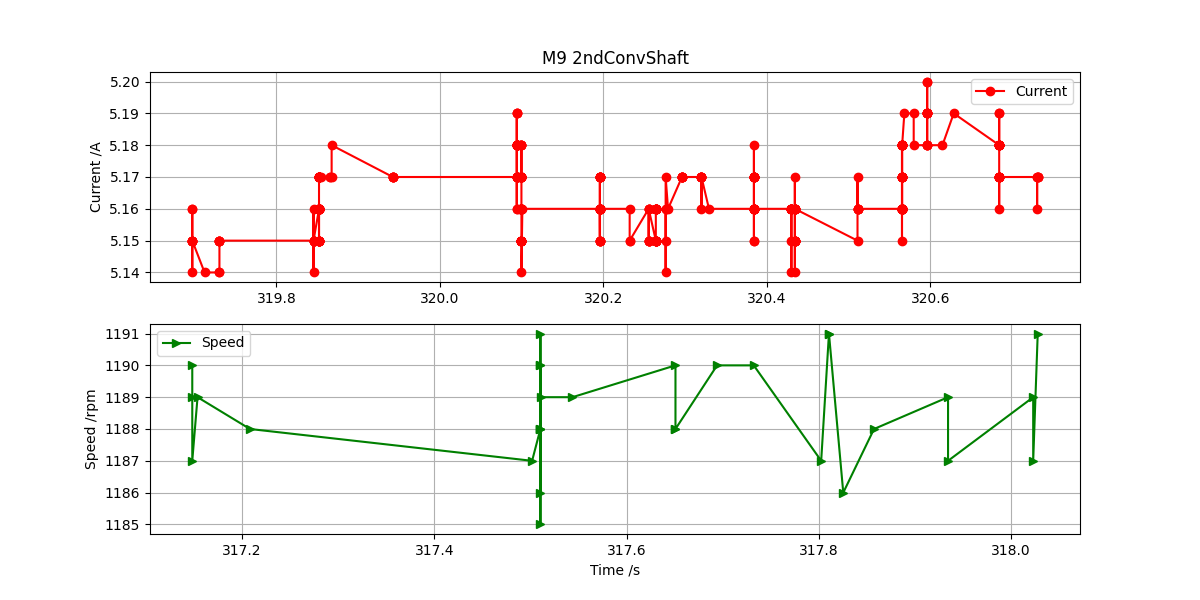 M9 2ndConvShaft
5.20
5.19
5.18
5.17
5.16
5.15
5.14
Current /A
Current
319.8 320.0 320.2 320.4 320.6
1191
1190
1189
1188
1187
1186
1185
Speed /rpm
Speed
317.2 317.4 317.6 317.8 318.0
Time /s